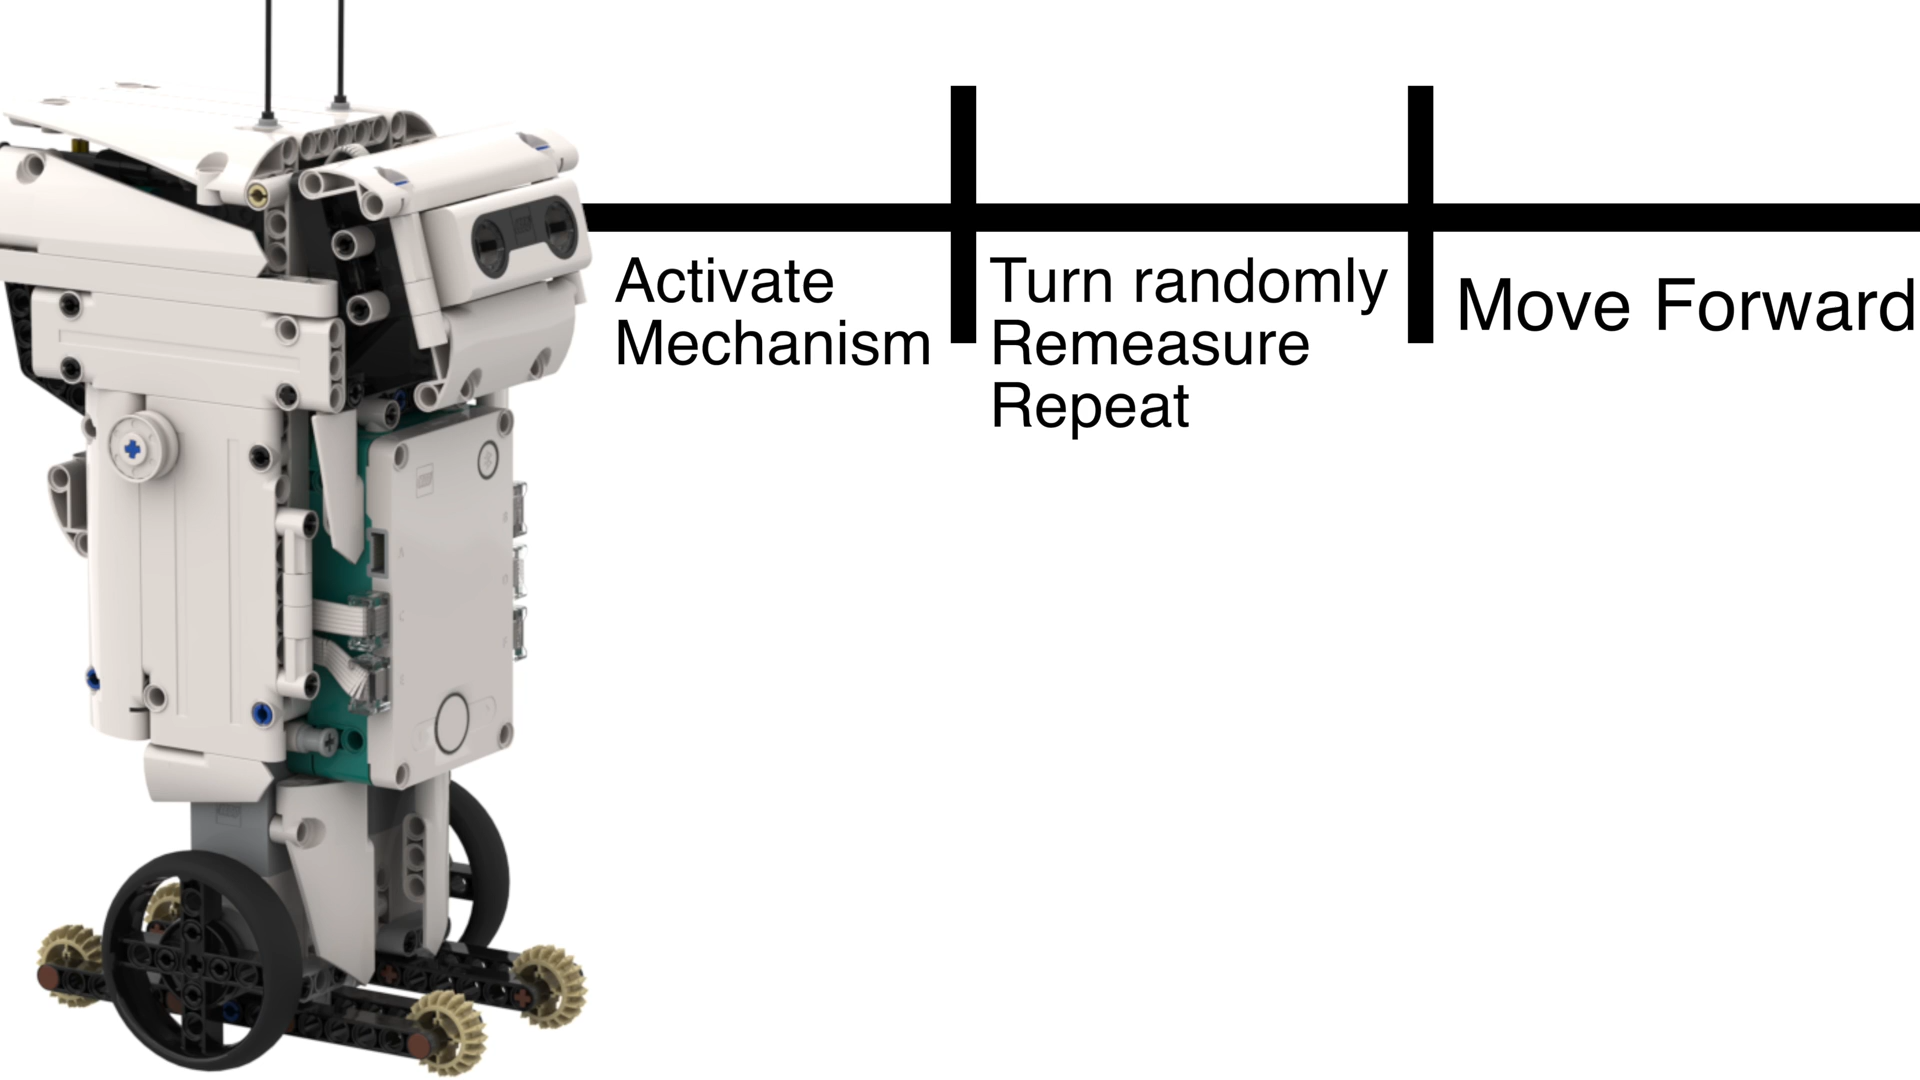 Activate
Mechanism
Turn randomly
Remeasure
Repeat
Move Forward